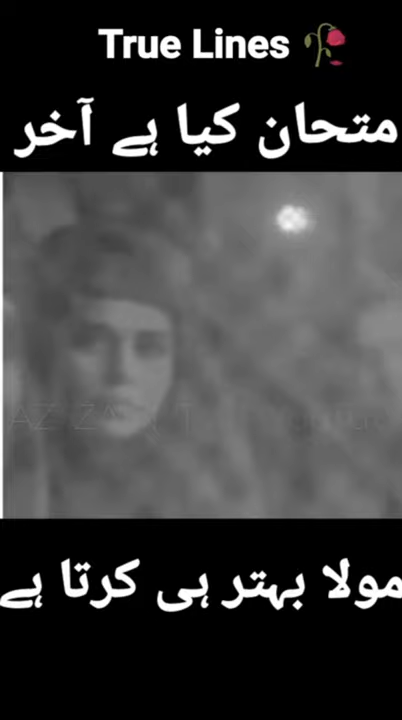 True Lines 🥀
متحان کیا ہے آخر
مولا بہتر ہی کرتا ہے